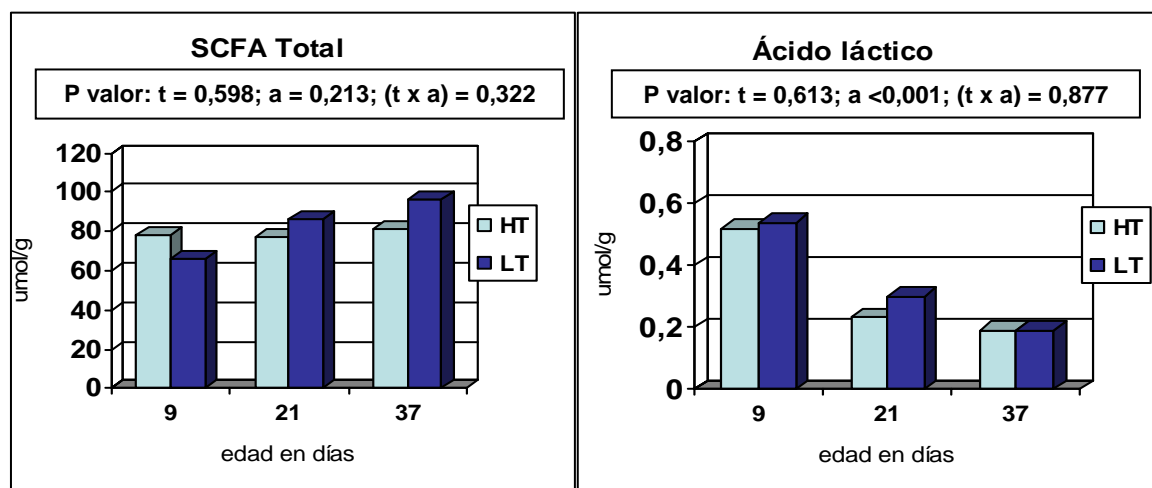 SCFA Total
P valor: t = 0,598; a = 0,213; (t x a) = 0,322
120
100
80
60
40
20
0
umol/g
9 21 37
edad en días
HT
LT
Ácido láctico
P valor: t = 0,613; a <0,001; (t x a) = 0,877
0,8
0,6
0,4
0,2
0
umol/g
9 21 37
edad en días
HT
LT